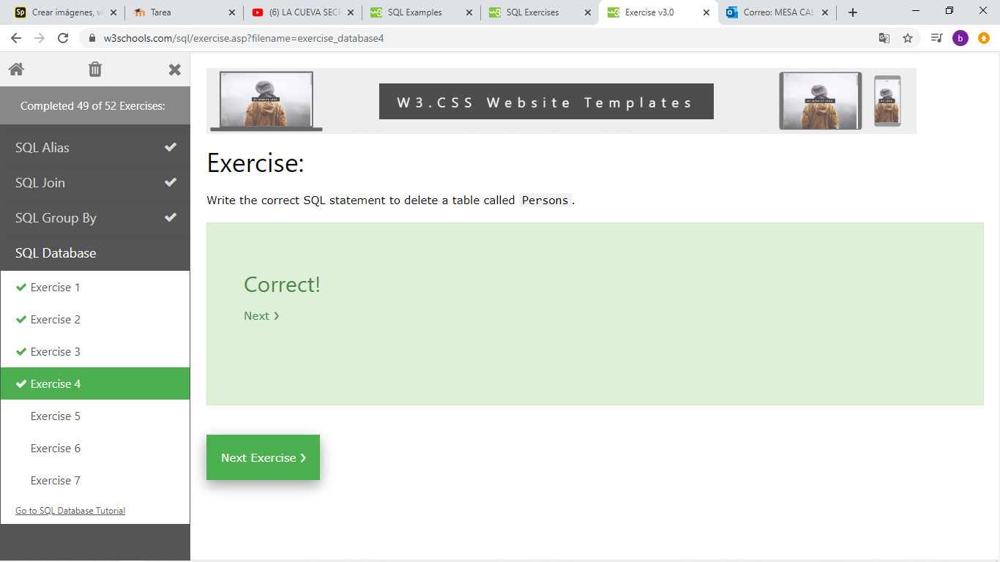 Crear imágenes, ví
Tarea
(6) LA CUEVA SECR
SQL Examples
SQL Exercises
Exercise v3.0
Correo: MESA CAL
w3schools.com/sql/exercise.asp?filename=exercise_database4
b
Completed 49 of 52 Exercises:
SQL Alias
SQL Join
SQL Group By
SQL Database
Exercise 1
Exercise 2
Exercise 3
Exercise 4
Exercise 5
Exercise 6
Exercise 7
Go to SQL Database Tutorial
W3.CSS Website Templates
Exercise:
Write the correct SQL statement to delete a table called Persons.
Correct!
Next ❯
Next Exercise ❯